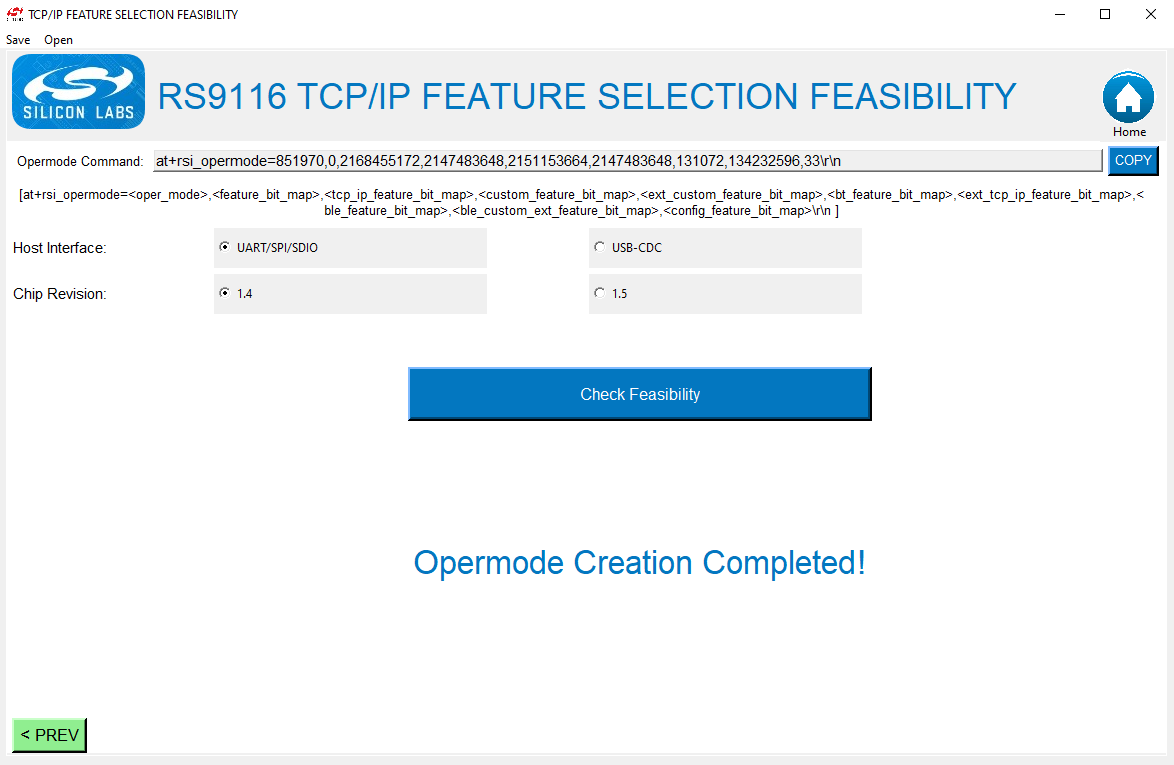 TCP/IP FEATURE SELECTION FEASIBILITY
Save Open
SILICON LABS
RS9116 TCP/IP FEATURE SELECTION FEASIBILITY
Home
Opermode Command: at+rsi_opermode=851970,0,2168455172,2147483648,2151153664,2147483648,131072,134232596,33\r\n COPY
[at+rsi_opermode=<oper_mode>,<feature_bit_map>,<tcp_ip_feature_bit_map>,<custom_feature_bit_map>,<ext_custom_feature_bit_map>,<bt_feature_bit_map>,<ext_tcp_ip_feature_bit_map>,<
ble_feature_bit_map>,<ble_custom_ext_feature_bit_map>,<config_feature_bit_map>\r\n ]
Host Interface: UART/SPI/SDIO USB-CDC
Chip Revision: 1.4 1.5
Check Feasibility
Opermode Creation Completed!
< PREV